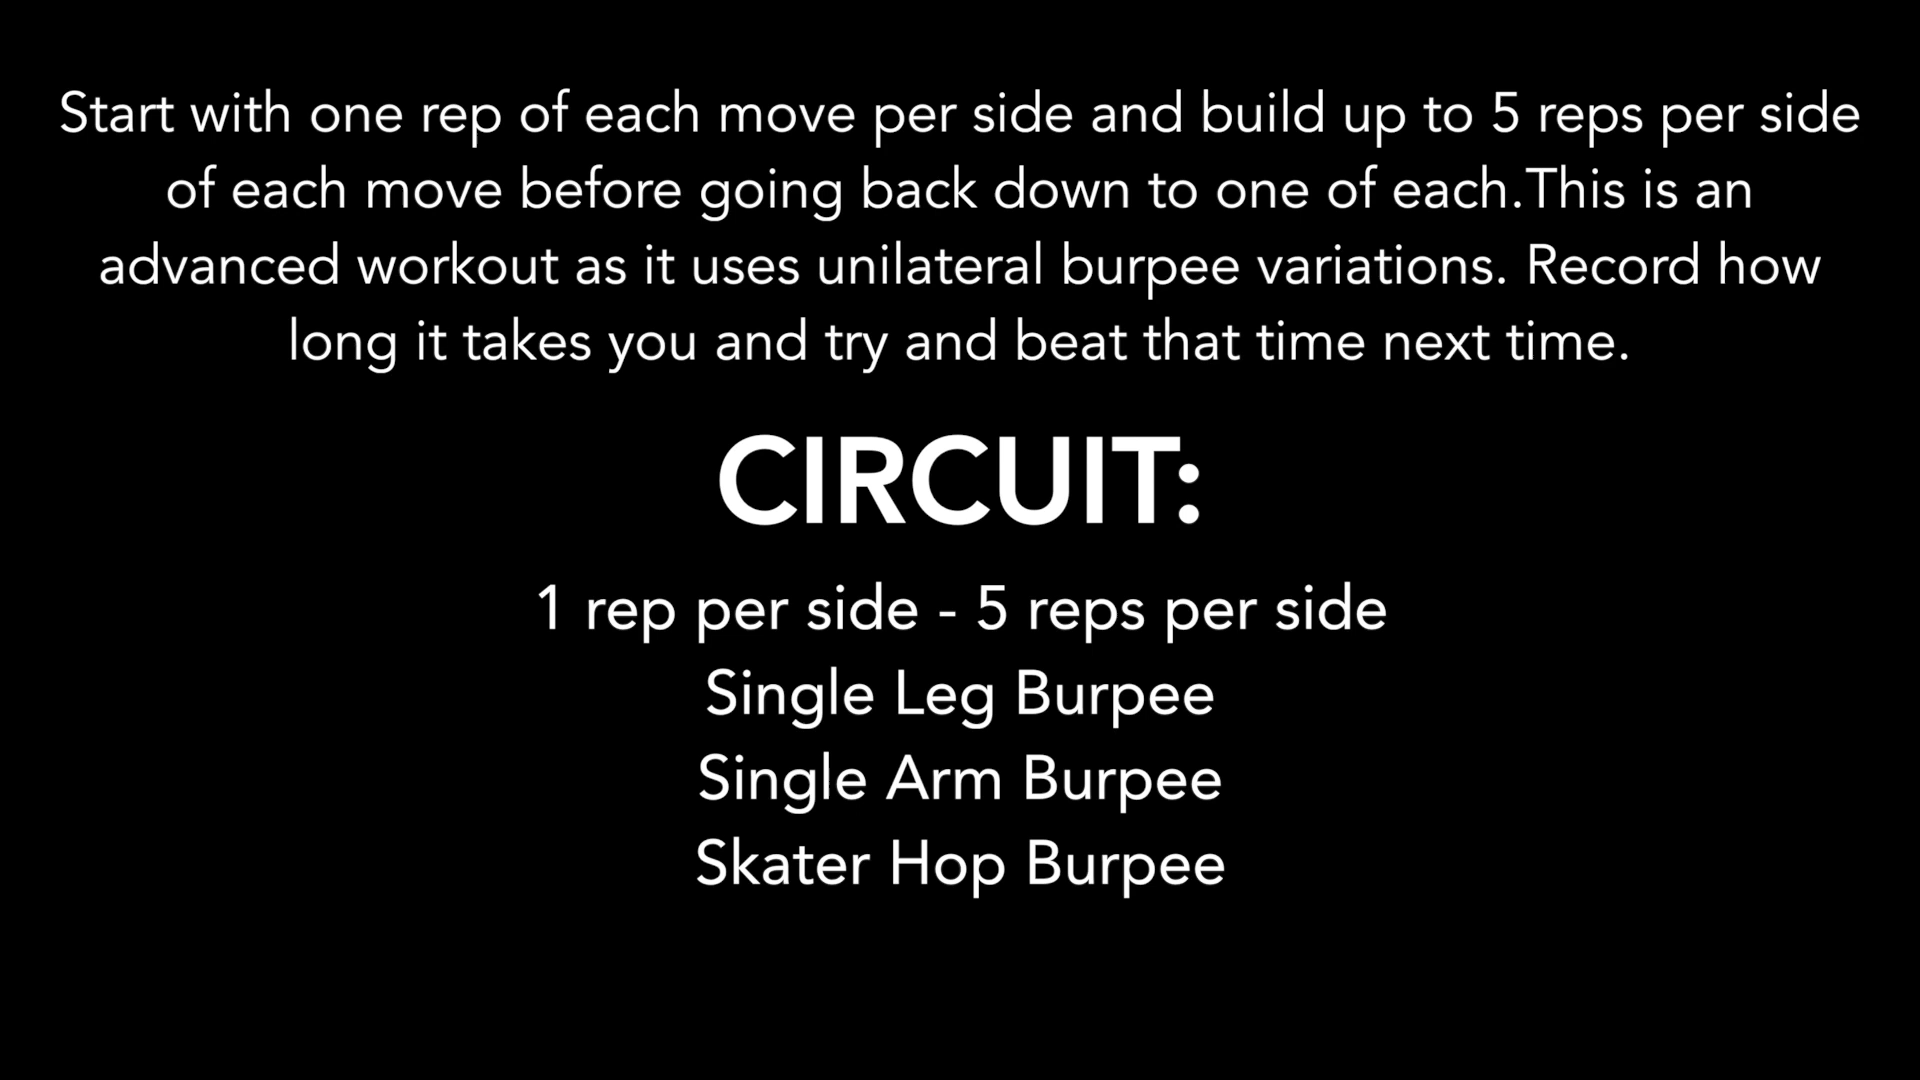 Start with one rep of each move per side and build up to 5 reps per side
of each move before going back down to one of each.This is an
advanced workout as it uses unilateral burpee variations. Record how
long it takes you and try and beat that time next time.
CIRCUIT:
1 rep per side - 5 reps per side
Single Leg Burpee
Single Arm Burpee
Skater Hop Burpee